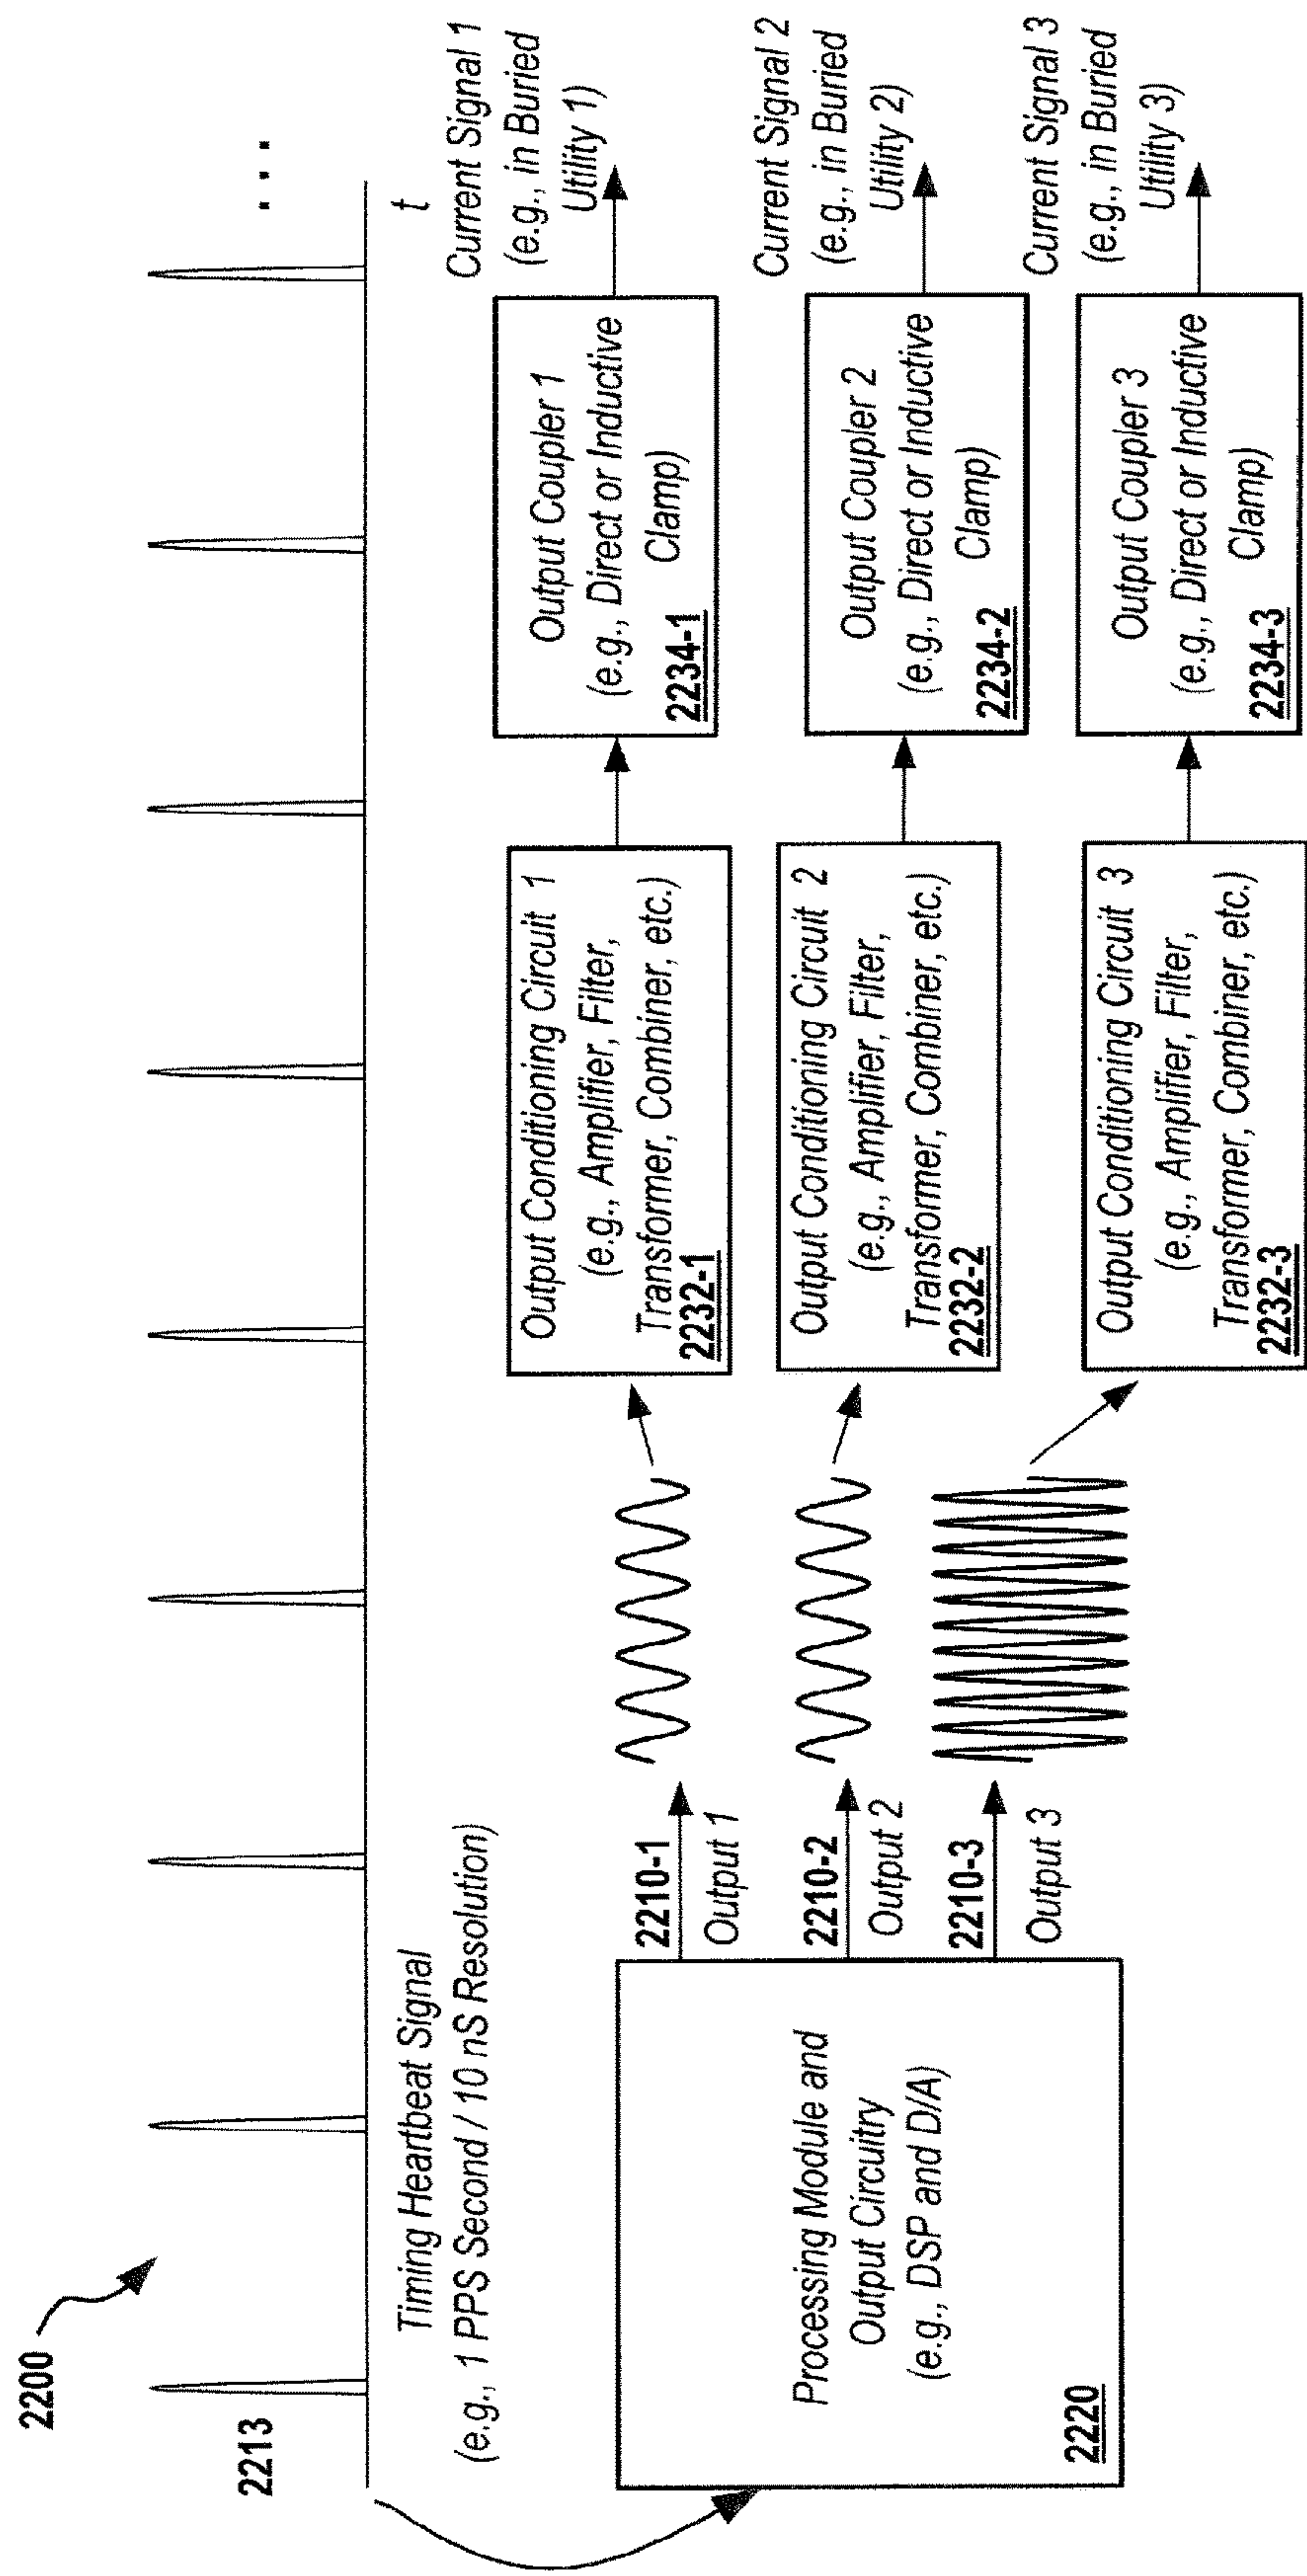 2200
2213
...
t
Timing Heartbeat Signal
(e.g., 1 PPS Second / 10 nS Resolution)
Processing Module and
Output Circuitry
(e.g., DSP and D/A)
2220
2210-1
Output 1
2210-2
Output 2
2210-3
Output 3
Output Conditioning Circuit 1
(e.g., Amplifier, Filter,
Transformer, Combiner, etc.)
2232-1
Output Coupler 1
(e.g., Direct or Inductive
Clamp)
2234-1
Current Signal 1
(e.g., in Buried
Utility 1)
Output Conditioning Circuit 2
(e.g., Amplifier, Filter,
Transformer, Combiner, etc.)
2232-2
Output Coupler 2
(e.g., Direct or Inductive
Clamp)
2234-2
Current Signal 2
(e.g., in Buried
Utility 2)
Output Conditioning Circuit 3
(e.g., Amplifier, Filter,
Transformer, Combiner, etc.)
2232-3
Output Coupler 3
(e.g., Direct or Inductive
Clamp)
2234-3
Current Signal 3
(e.g., in Buried
Utility 3)